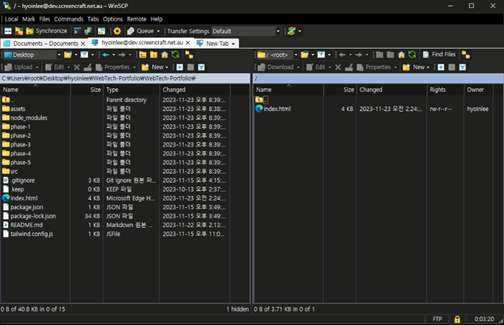 / – hyoinlee@dev.screencraft.net.au – WinSCP
Local Mark Files Commands Tabs Options Remote Help
Synchronize Queue Transfer Settings Default
Documents – Documents × hyoinlee@dev.screencraft.net.au × New Tab
Desktop
/ <root> Find Files
Upload Edit Properties New
Download Edit Properties New
C:₩Users₩root₩Desktop₩hyoinlee₩WebTech-Portfolio₩WebTech-Portfolio₩
/
Name Size Type Changed
.. Parent directory 2023-11-23 오후 8:39:...
assets 파일 폴더 2023-11-23 오후 8:39:...
node_modules 파일 폴더 2023-11-23 오후 8:39:...
phase-1 파일 폴더 2023-11-23 오후 8:39:...
phase-2 파일 폴더 2023-11-23 오후 8:39:...
phase-3 파일 폴더 2023-11-23 오후 8:39:...
phase-4 파일 폴더 2023-11-23 오후 8:39:...
phase-5 파일 폴더 2023-11-23 오후 8:39:...
src 파일 폴더 2023-11-23 오후 8:39:...
.gitignore 3 KB Git Ignore 원본 파... 2023-11-15 오후 4:15:...
.keep 0 KB KEEP 파일 2023-10-13 오후 2:37:...
index.html 4 KB Microsoft Edge H... 2023-11-23 오전 2:24:...
package.json 1 KB JSON 파일 2023-11-15 오후 3:49:...
package-lock.json 34 KB JSON 파일 2023-11-15 오후 3:49:...
README.md 1 KB Markdown 원본 ... 2023-11-22 오후 2:13:...
tailwind.config.js 1 KB JSFile 2023-11-15 오후 11:0...
Name Size Changed Rights Owner
..
index.html 4 KB 2023-11-23 오전 2:24:... rw-r--r-- hyoinlee
0 B of 40.8 KB in 0 of 15 1 hidden
0 B of 3.71 KB in 0 of 1
FTP 0:03:20